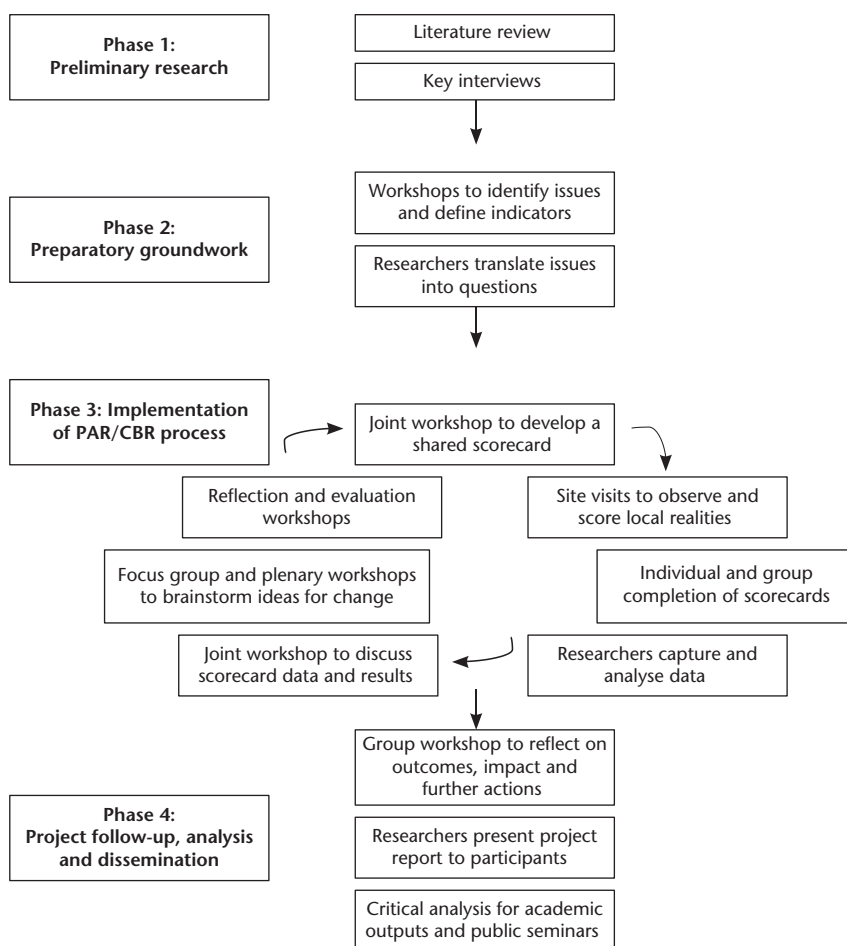 Phase 1:
Preliminary research
Literature review
Key interviews
Phase 2:
Preparatory groundwork
Workshops to identify issues
and define indicators
Researchers translate issues
into questions
Phase 3: Implementation
of PAR/CBR process
Joint workshop to develop a
shared scorecard
Reflection and evaluation
workshops
Site visits to observe and
score local realities
Focus group and plenary workshops
to brainstorm ideas for change
Individual and group
completion of scorecards
Joint workshop to discuss
scorecard data and results
Researchers capture and
analyse data
Phase 4:
Project follow-up, analysis
and dissemination
Group workshop to reflect on
outcomes, impact and
further actions
Researchers present project
report to participants
Critical analysis for academic
outputs and public seminars